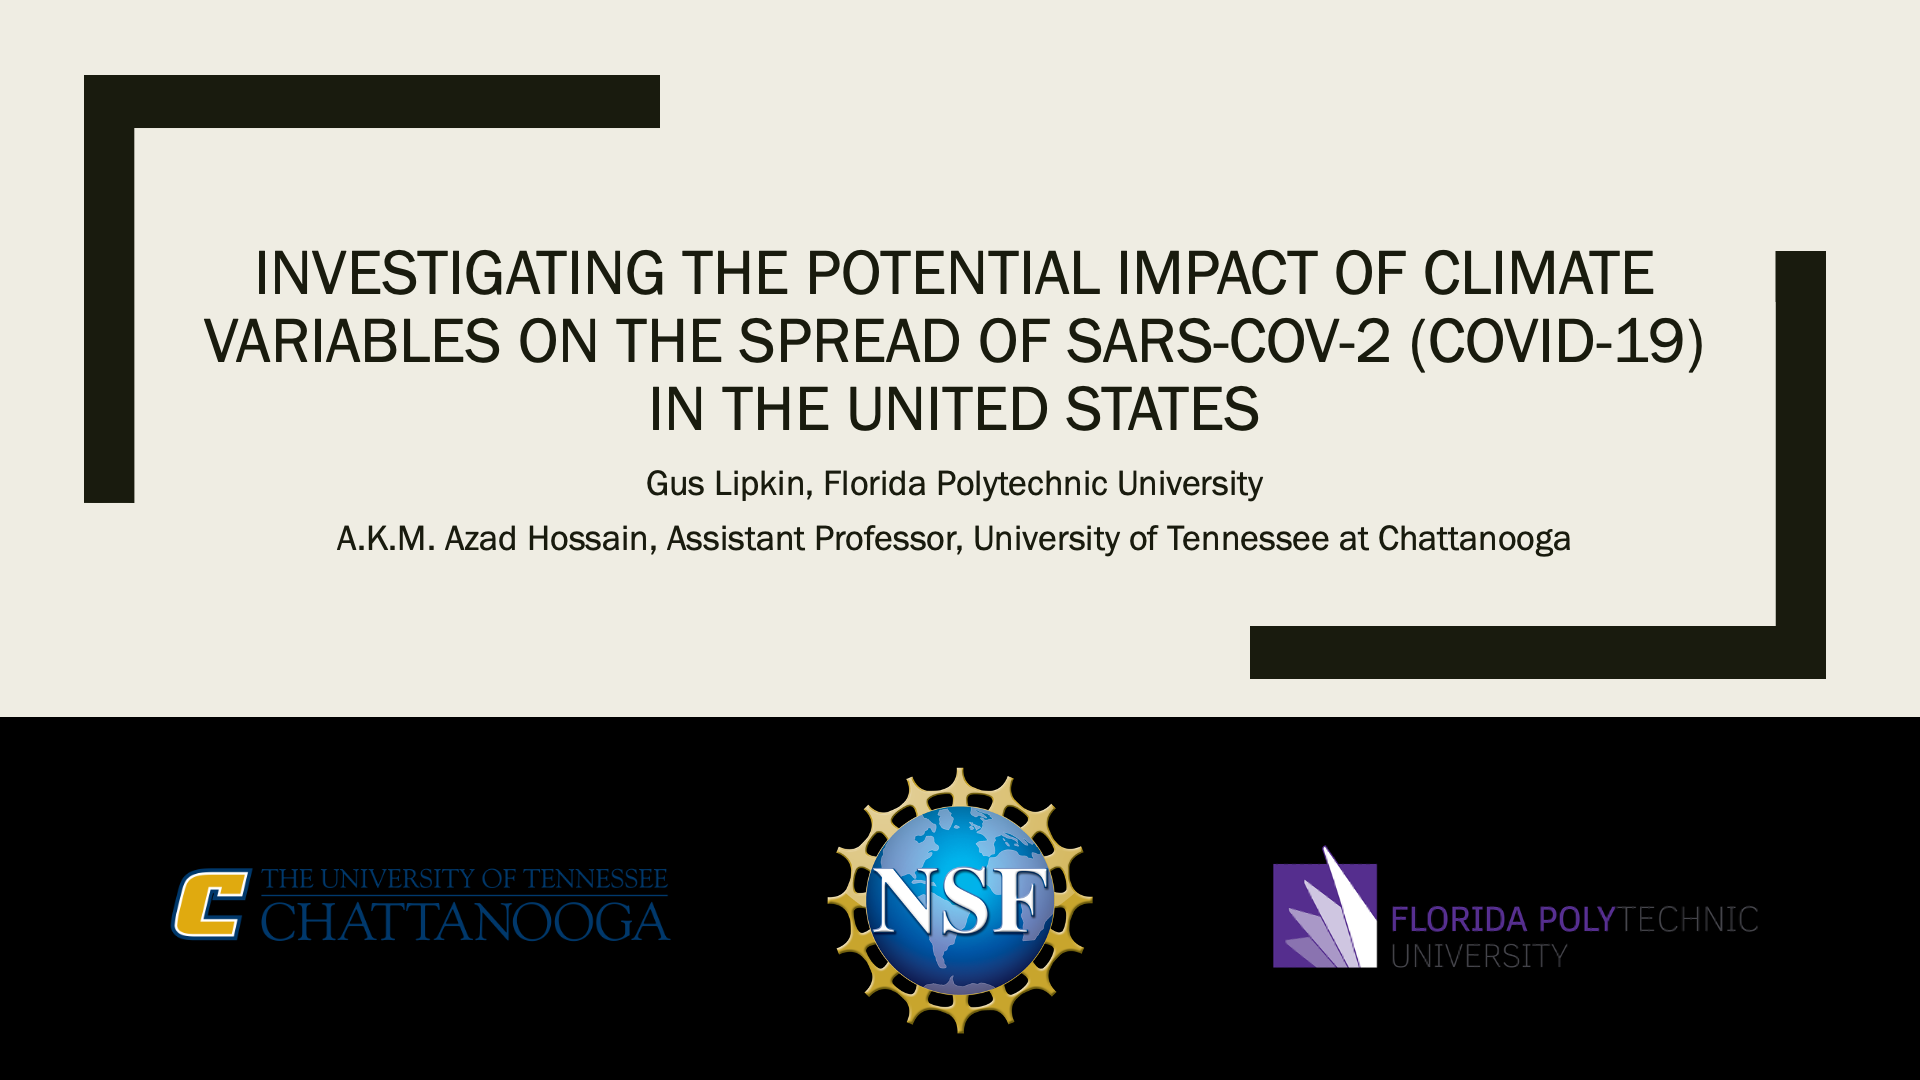 INVESTIGATING THE POTENTIAL IMPACT OF CLIMATE
VARIABLES ON THE SPREAD OF SARS-COV-2 (COVID-19)
IN THE UNITED STATES
Gus Lipkin, Florida Polytechnic University
A.K.M. Azad Hossain, Assistant Professor, University of Tennessee at Chattanooga
C
THE UNIVERSITY OF TENNESSEE
CHATTANOOGA
NSF
FLORIDA POLYTECHNIC
UNIVERSITY